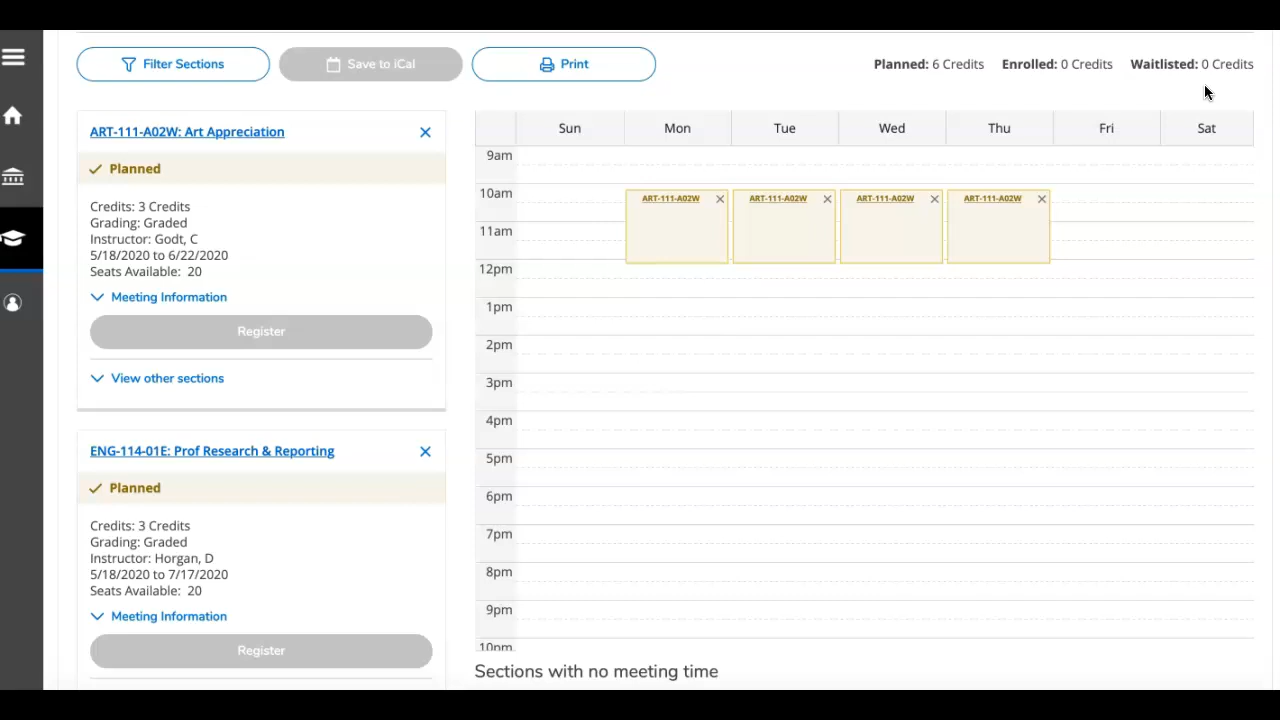 Filter Sections
Save to iCal
Print
Planned: 6 Credits Enrolled: 0 Credits Waitlisted: 0 Credits
ART-111-A02W: Art Appreciation
Planned
Credits: 3 Credits
Grading: Graded
Instructor: Godt, C
5/18/2020 to 6/22/2020
Seats Available: 20
Meeting Information
Register
View other sections
ENG-114-01E: Prof Research & Reporting
Planned
Credits: 3 Credits
Grading: Graded
Instructor: Horgan, D
5/18/2020 to 7/17/2020
Seats Available: 20
Meeting Information
Register
Sun Mon Tue Wed Thu Fri Sat
9am
10am
ART-111-A02W ART-111-A02W ART-111-A02W ART-111-A02W
11am
12pm
1pm
2pm
3pm
4pm
5pm
6pm
7pm
8pm
9pm
10pm
Sections with no meeting time